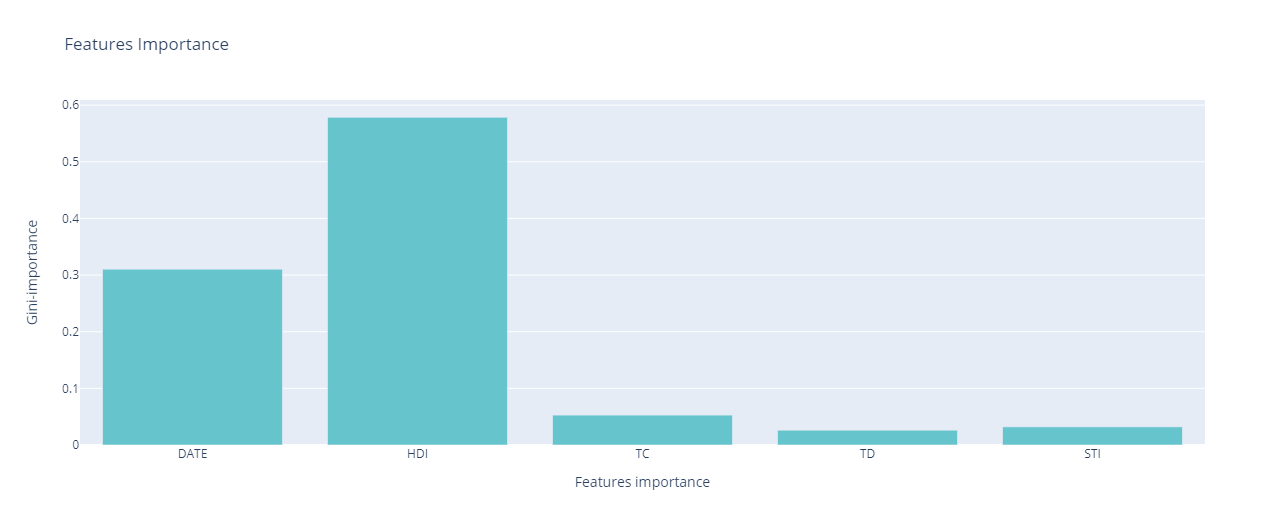 Features Importance
0.6
0.5
0.4
0.3
0.2
0.1
0
Gini-importance
DATE
HDI
TC
TD
STI
Features importance